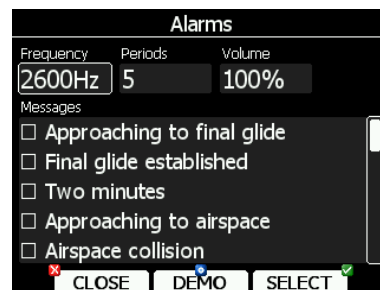 Alarms
Frequency Periods Volume
2600Hz 5 100%
Messages
Approaching to final glide
Final glide established
Two minutes
Approaching to airspace
Airspace collision
CLOSE DEMO SELECT